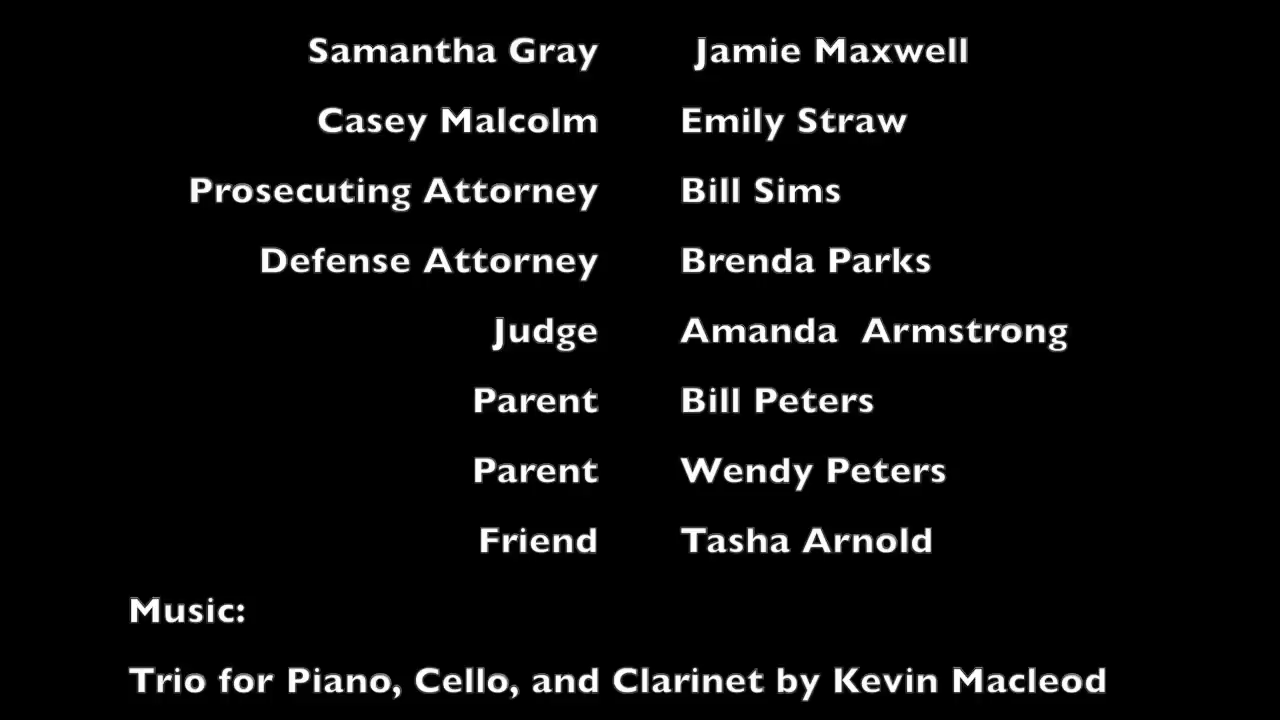 Samantha Gray Jamie Maxwell
Casey Malcolm Emily Straw
Prosecuting Attorney Bill Sims
Defense Attorney Brenda Parks
Judge Amanda  Armstrong
Parent Bill Peters
Parent Wendy Peters
Friend Tasha Arnold
Music:
Trio for Piano, Cello, and Clarinet by Kevin Macleod